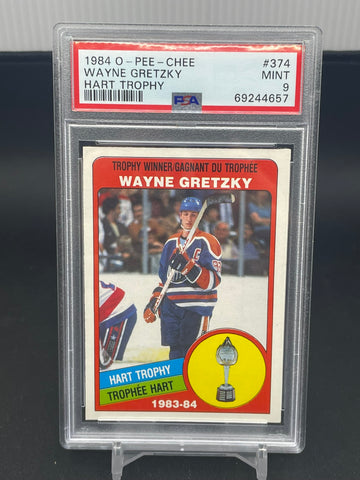 1984 O - PEE - CHEE #374
WAYNE GRETZKY MINT
HART TROPHY 9
PSA 69244657
TROPHY WINNER/GAGNANT DU TROPHÉE
WAYNE GRETZKY
C
HART TROPHY
TROPHÉE HART
1983-84